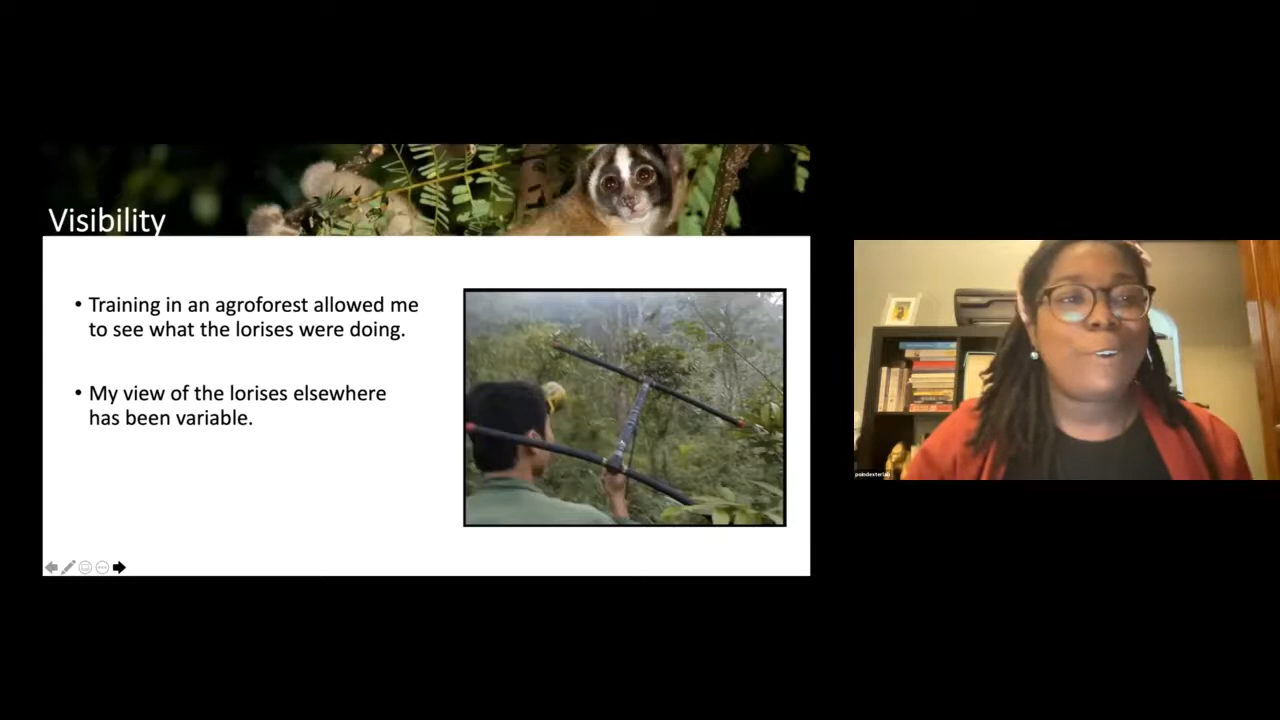 Visibility
• Training in an agroforest allowed me
to see what the lorises were doing.
• My view of the lorises elsewhere
has been variable.
poindexterlab